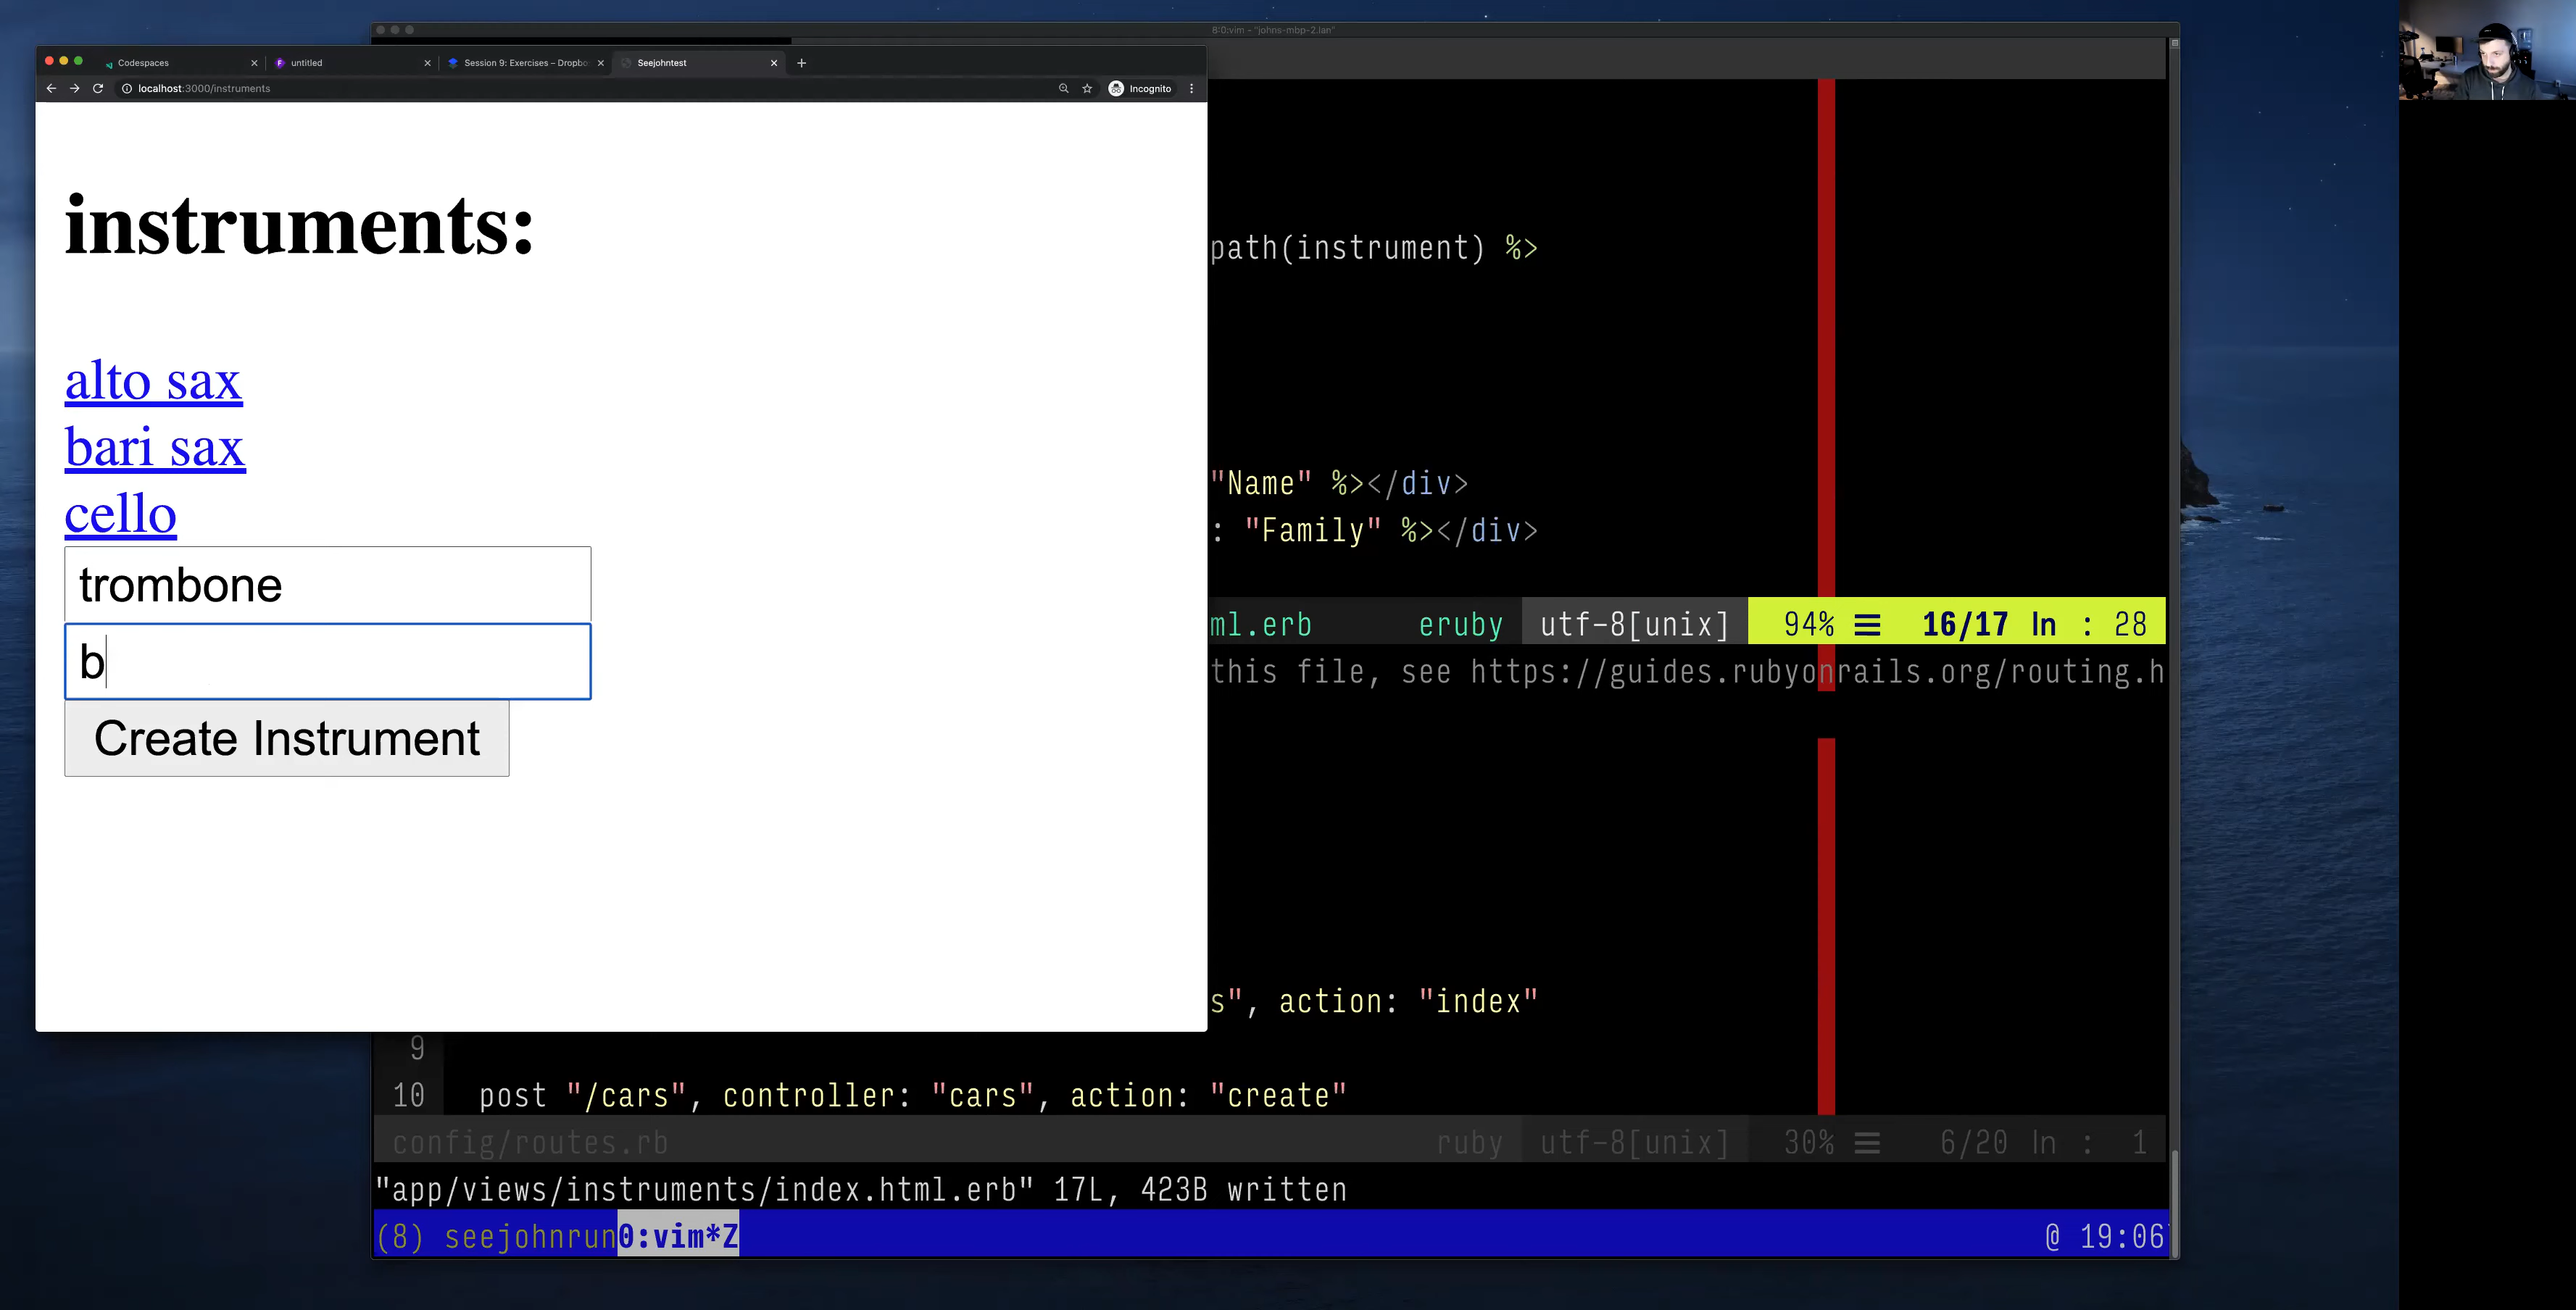 8:0:vim - "johns-mbp-2.lan"
Codespaces
untitled
Session 9: Exercises – Dropbo
Seejohntest
localhost:3000/instruments
Incognito
instruments:
alto sax
bari sax
cello
trombone
b
Create Instrument
path(instrument) %>
"Name" %></div>
: "Family" %></div>
ml.erb eruby utf-8[unix] 94% ☰ 16/17 ln : 28
this file, see https://guides.rubyonrails.org/routing.h
s", action: "index"
9
10 post "/cars", controller: "cars", action: "create"
config/routes.rb ruby utf-8[unix] 30% ☰ 6/20 ln : 1
"app/views/instruments/index.html.erb" 17L, 423B written
(8) seejohnrun0:vim*Z @ 19:06